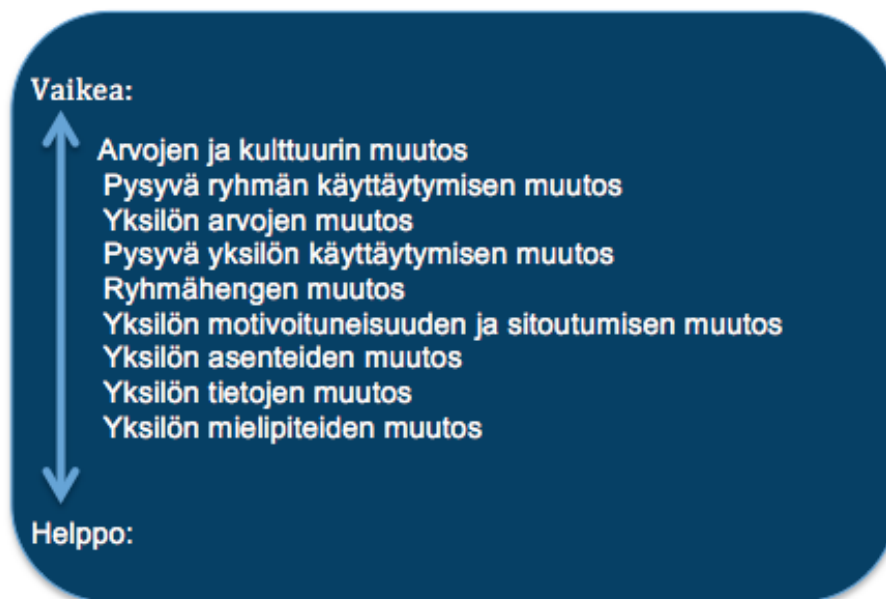 Vaikea:
Arvojen ja kulttuurin muutos
Pysyvä ryhmän käyttäytymisen muutos
Yksilön arvojen muutos
Pysyvä yksilön käyttäytymisen muutos
Ryhmähengen muutos
Yksilön motivoituneisuuden ja sitoutumisen muutos
Yksilön asenteiden muutos
Yksilön tietojen muutos
Yksilön mielipiteiden muutos
Helppo: